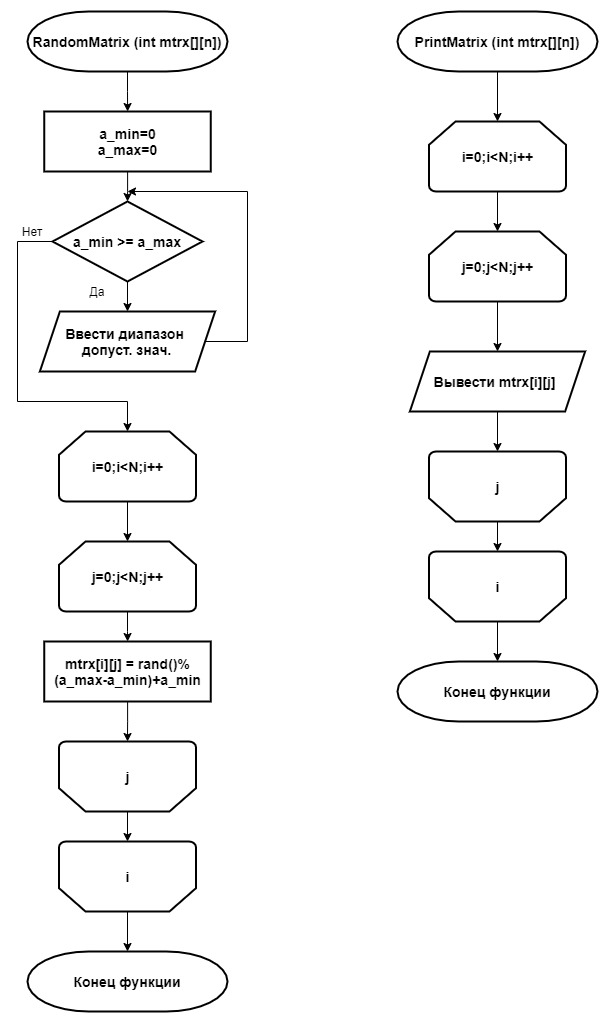 RandomMatrix (int mtrx[][n])
a_min=0
a_max=0
a_min >= a_max
Нет
Да
Ввести диапазон
допуст. знач.
i=0;i<N;i++
j=0;j<N;j++
mtrx[i][j] = rand()%
(a_max-a_min)+a_min
j
i
Конец функции
PrintMatrix (int mtrx[][n])
i=0;i<N;i++
j=0;j<N;j++
Вывести mtrx[i][j]
j
i
Конец функции